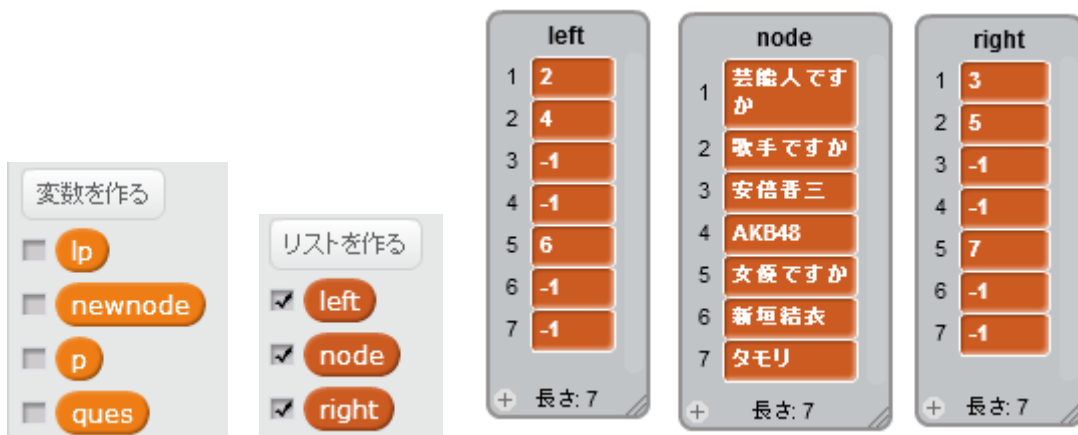 変数を作る
lp
newnode
p
ques
リストを作る
left
node
right
left
1 2
2 4
3 -1
4 -1
5 6
6 -1
7 -1
+ 長さ: 7
node
1 芸能人です
か
2 歌手ですか
3 安倍晋三
4 AKB48
5 女優ですか
6 新垣結衣
7 タモリ
+ 長さ: 7
right
1 3
2 5
3 -1
4 -1
5 7
6 -1
7 -1
+ 長さ: 7